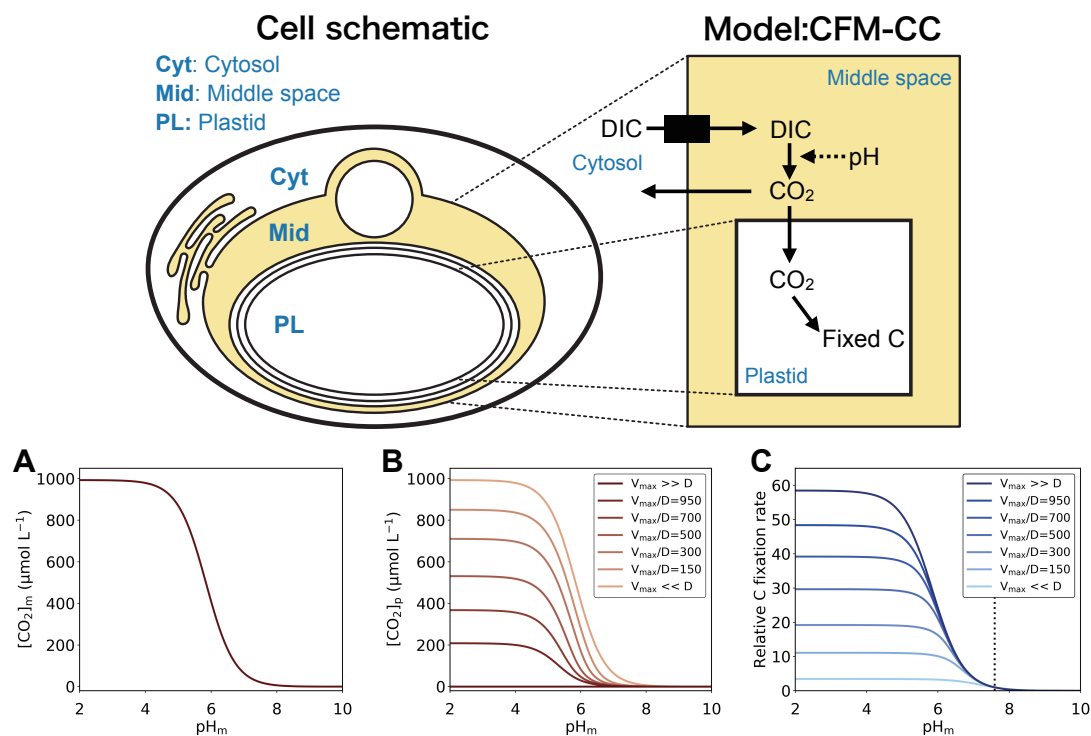 Cell schematic
Model:CFM-CC
Cyt: Cytosol
Mid: Middle space
PL: Plastid
Cyt
Mid
PL
Middle space
DIC
DIC
Cytosol
pH
CO₂
CO₂
Fixed C
Plastid
A
1000
800
600
400
200
0
[CO₂]ₘ (μmol L⁻¹)
2 4 6 8 10
pHₘ
B
1000
800
600
400
200
0
[CO₂]ₚ (μmol L⁻¹)
Vₘₐₓ >> D
Vₘₐₓ/D=950
Vₘₐₓ/D=700
Vₘₐₓ/D=500
Vₘₐₓ/D=300
Vₘₐₓ/D=150
Vₘₐₓ << D
2 4 6 8 10
pHₘ
C
60
50
40
30
20
10
0
Relative C fixation rate
Vₘₐₓ >> D
Vₘₐₓ/D=950
Vₘₐₓ/D=700
Vₘₐₓ/D=500
Vₘₐₓ/D=300
Vₘₐₓ/D=150
Vₘₐₓ << D
2 4 6 8 10
pHₘ